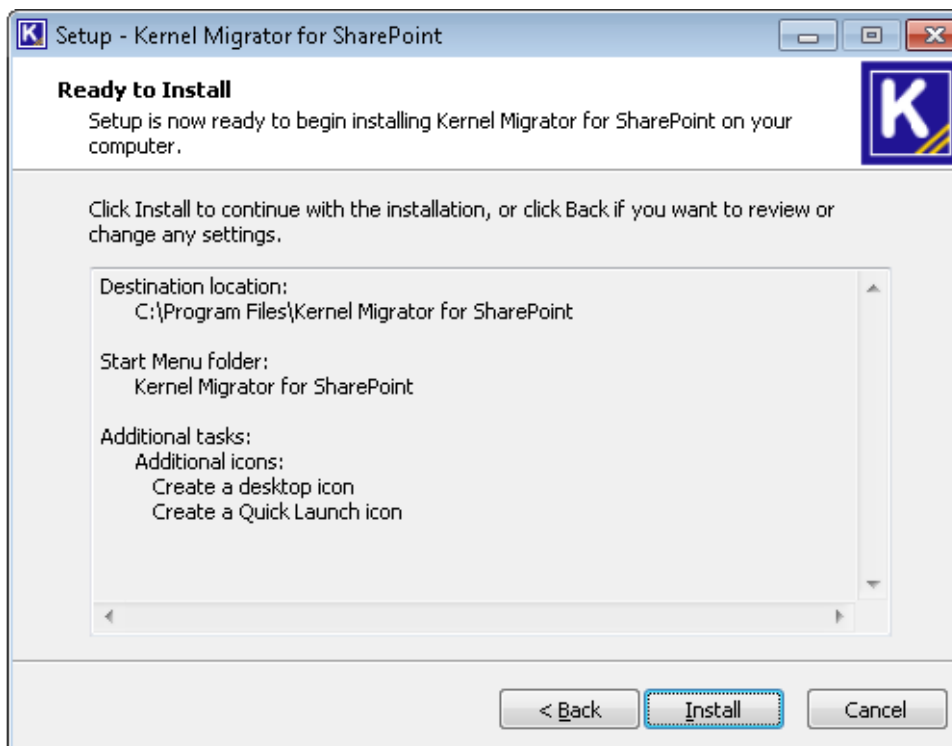 Setup - Kernel Migrator for SharePoint
Ready to Install
Setup is now ready to begin installing Kernel Migrator for SharePoint on your
computer.
K
Click Install to continue with the installation, or click Back if you want to review or
change any settings.
Destination location:
C:\Program Files\Kernel Migrator for SharePoint
Start Menu folder:
Kernel Migrator for SharePoint
Additional tasks:
Additional icons:
Create a desktop icon
Create a Quick Launch icon
< Back
Install
Cancel